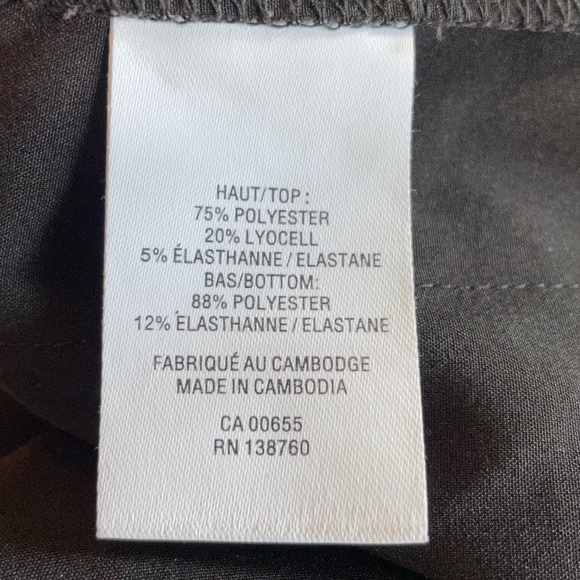 HAUT/TOP:
75% POLYESTER
20% LYOCELL
5% ÉLASTHANNE/ELASTANE
BAS/BOTTOM:
88% POLYESTER
12% ÉLASTHANNE/ELASTANE
FABRIQUÉ AU CAMBODGE
MADE IN CAMBODIA
CA 00655
RN 138760